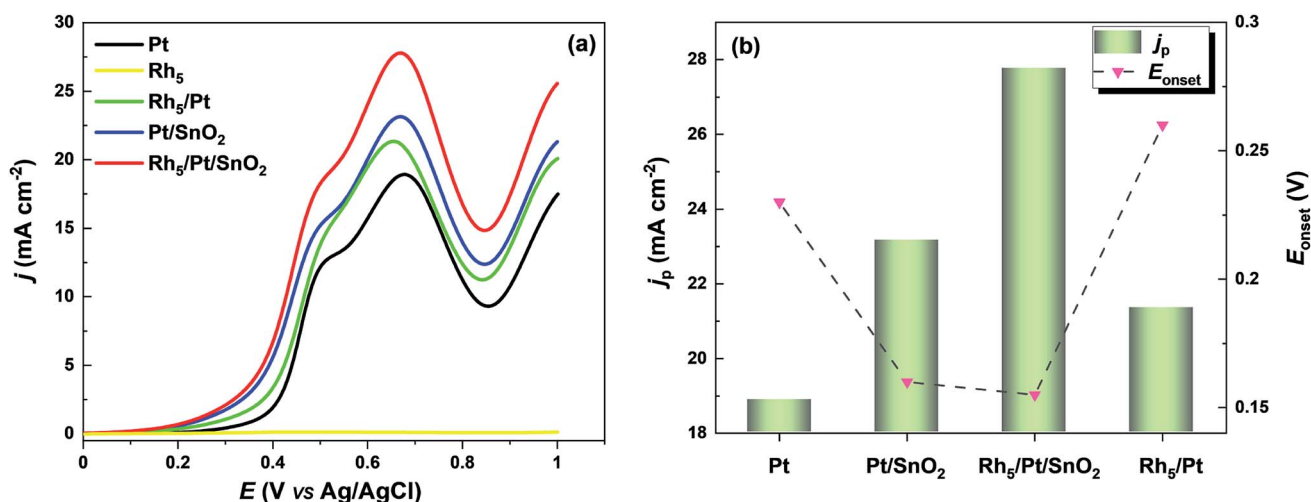 (a)
Pt
Rh₅
Rh₅/Pt
Pt/SnO₂
Rh₅/Pt/SnO₂
30
25
20
15
10
5
0
j (mA cm⁻²)
0 0.2 0.4 0.6 0.8 1
E (V vs Ag/AgCl)
(b)
jₚ
Eₒₙₛₑₜ
28
26
24
22
20
18
jₚ (mA cm⁻²)
0.3
0.25
0.2
0.15
Eₒₙₛₑₜ (V)
Pt Pt/SnO₂ Rh₅/Pt/SnO₂ Rh₅/Pt